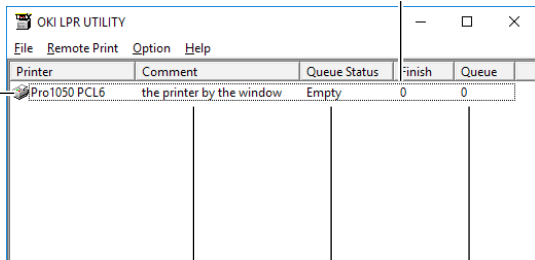 OKI LPR UTILITY
File Remote Print Option Help
Printer Comment Queue Status Finish Queue
Pro1050 PCL6 the printer by the window Empty 0 0